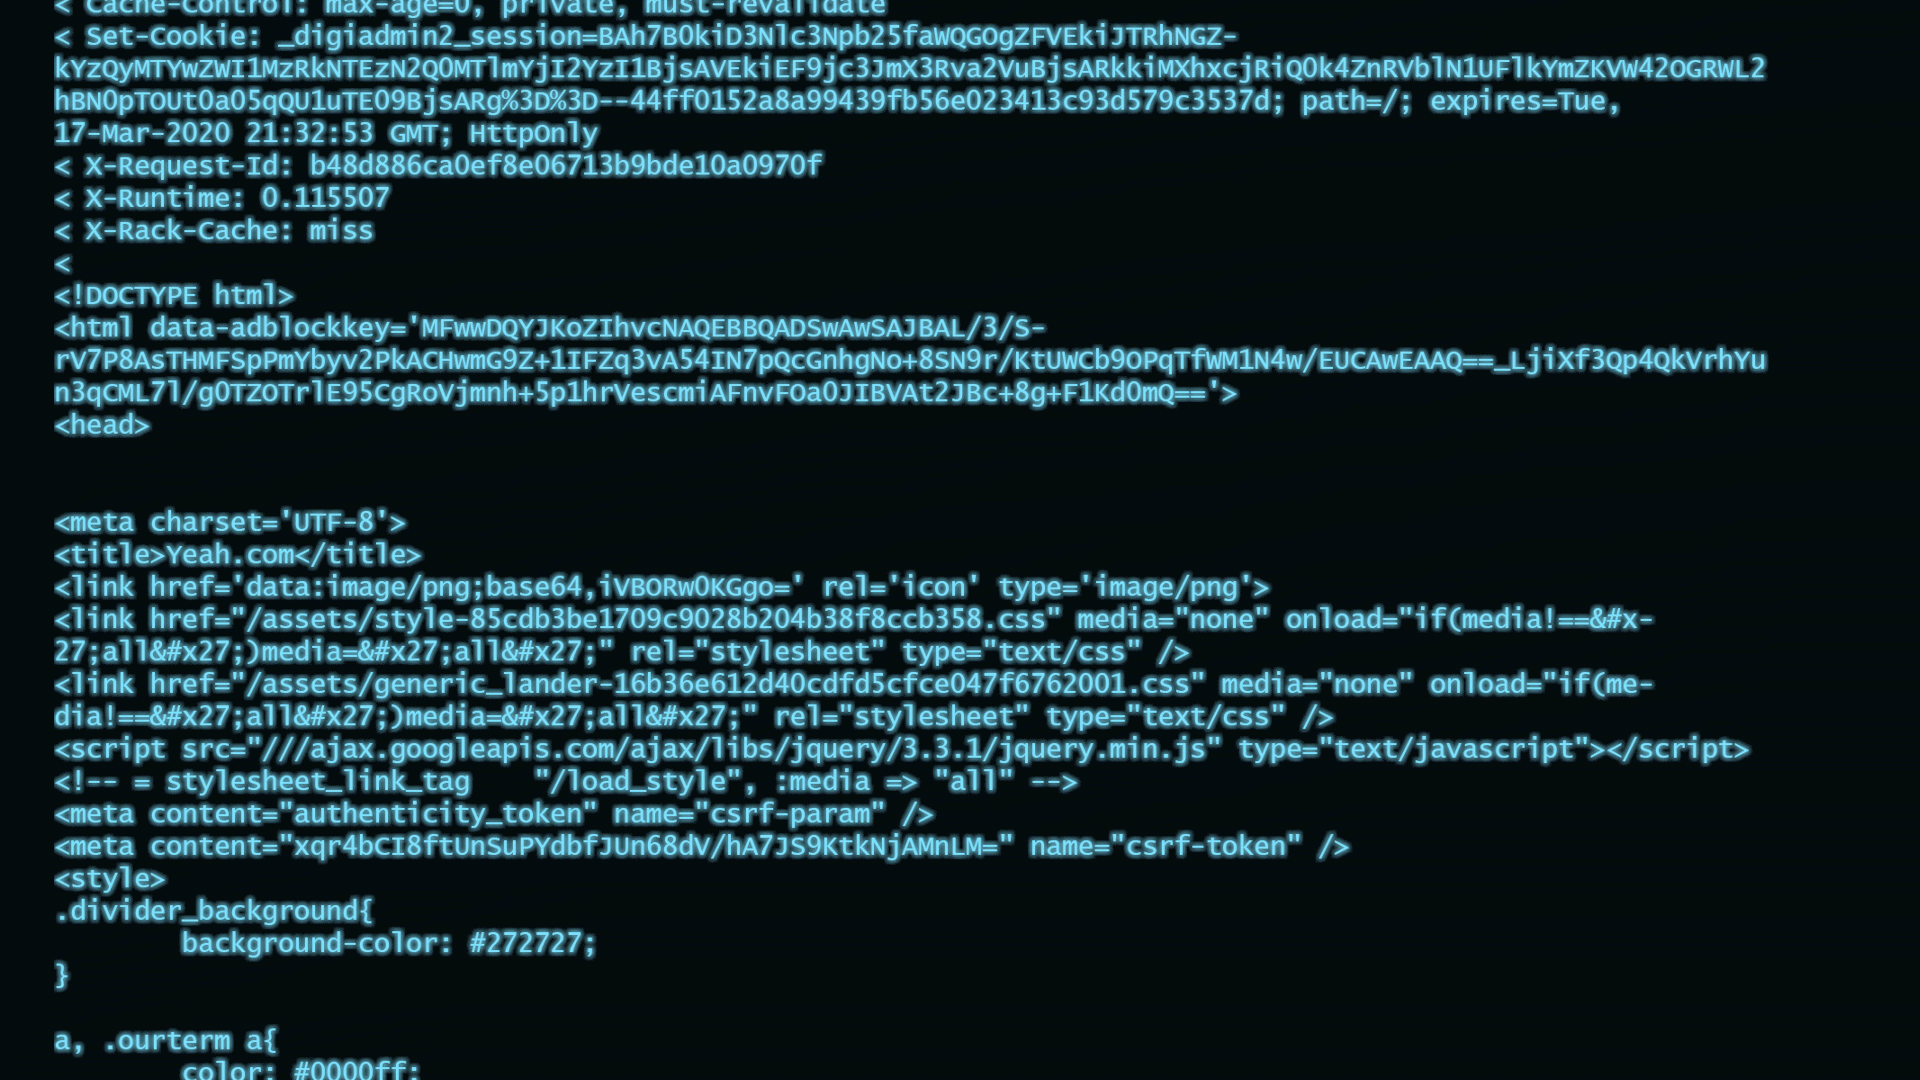 < Cache-Control: max-age=0, private, must-revalidate
< Set-Cookie: _digiadmin2_session=BAh7B0kiD3Nlc3Npb25faWQGOgZFVEkiJTRhNGZ-
kYzQyMTYwZWI1MzRkNTEzN2Q0MTlmYjI2YzI1BjsAVEkiEF9jc3JmX3Rva2VuBjsARkkiMXhxcjRiQ0k4ZnRVblN1UFlkYmZKVW42OGRWL2
hBN0pTOUt0a05qQU1uTE09BjsARg%3D%3D--44ff0152a8a99439fb56e023413c93d579c3537d; path=/; expires=Tue,
17-Mar-2020 21:32:53 GMT; HttpOnly
< X-Request-Id: b48d886ca0ef8e06713b9bde10a0970f
< X-Runtime: 0.115507
< X-Rack-Cache: miss
<
<!DOCTYPE html>
<html data-adblockkey='MFwwDQYJKoZIhvcNAQEBBQADSwAwSAJBAL/3/S-
rV7P8AsTHMFSpPmYbyv2PkACHwmG9Z+1IFZq3vA54IN7pQcGnhgNo+8SN9r/KtUWCb9OPqTfWM1N4w/EUCAwEAAQ==_LjiXf3Qp4QkVrhYu
n3qCML7l/g0TZOTrlE95CgRoVjmnh+5p1hrVescmiAFnvFOa0JIBVAt2JBc+8g+F1Kd0mQ=='>
<head>
<meta charset='UTF-8'>
<title>Yeah.com</title>
<link href='data:image/png;base64,iVBORw0KGgo=' rel='icon' type='image/png'>
<link href="/assets/style-85cdb3be1709c9028b204b38f8ccb358.css" media="none" onload="if(media!==&#x-
27;all&#x27;)media=&#x27;all&#x27;" rel="stylesheet" type="text/css" />
<link href="/assets/generic_lander-16b36e612d40cdfd5cfce047f6762001.css" media="none" onload="if(me-
dia!==&#x27;all&#x27;)media=&#x27;all&#x27;" rel="stylesheet" type="text/css" />
<script src="///ajax.googleapis.com/ajax/libs/jquery/3.3.1/jquery.min.js" type="text/javascript"></script>
<!-- = stylesheet_link_tag    "/load_style", :media => "all" -->
<meta content="authenticity_token" name="csrf-param" />
<meta content="xqr4bCI8ftUnSuPYdbfJUn68dV/hA7JS9KtkNjAMnLM=" name="csrf-token" />
<style>
.divider_background{
        background-color: #272727;
}
a, .ourterm a{
        color: #0000ff;